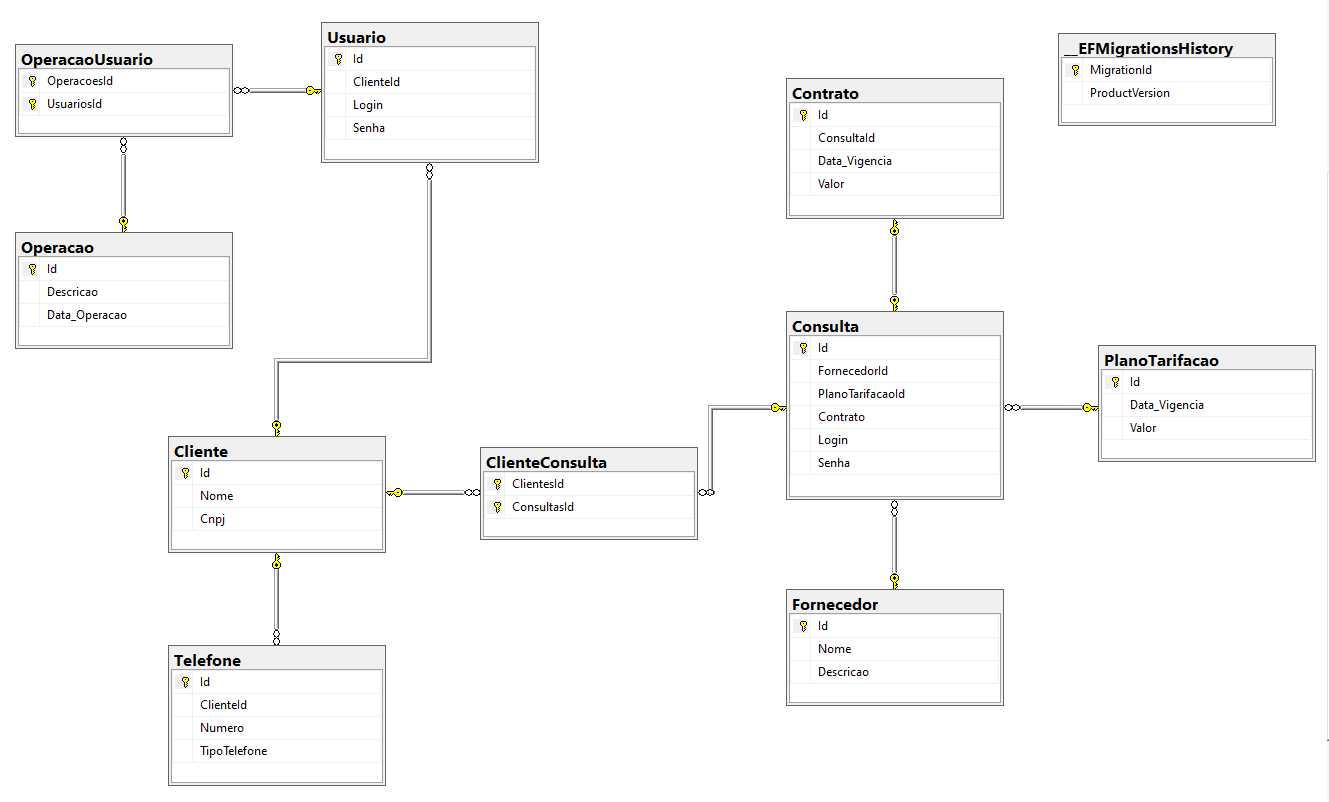 OperacaoUsuario
OperacoesId
UsuariosId
Usuario
Id
ClienteId
Login
Senha
__EFMigrationsHistory
MigrationId
ProductVersion
Contrato
Id
ConsultaId
Data_Vigencia
Valor
Operacao
Id
Descricao
Data_Operacao
Consulta
Id
FornecedorId
PlanoTarifacaoId
Contrato
Login
Senha
PlanoTarifacao
Id
Data_Vigencia
Valor
Cliente
Id
Nome
Cnpj
ClienteConsulta
ClientesId
ConsultasId
Fornecedor
Id
Nome
Descricao
Telefone
Id
ClienteId
Numero
TipoTelefone